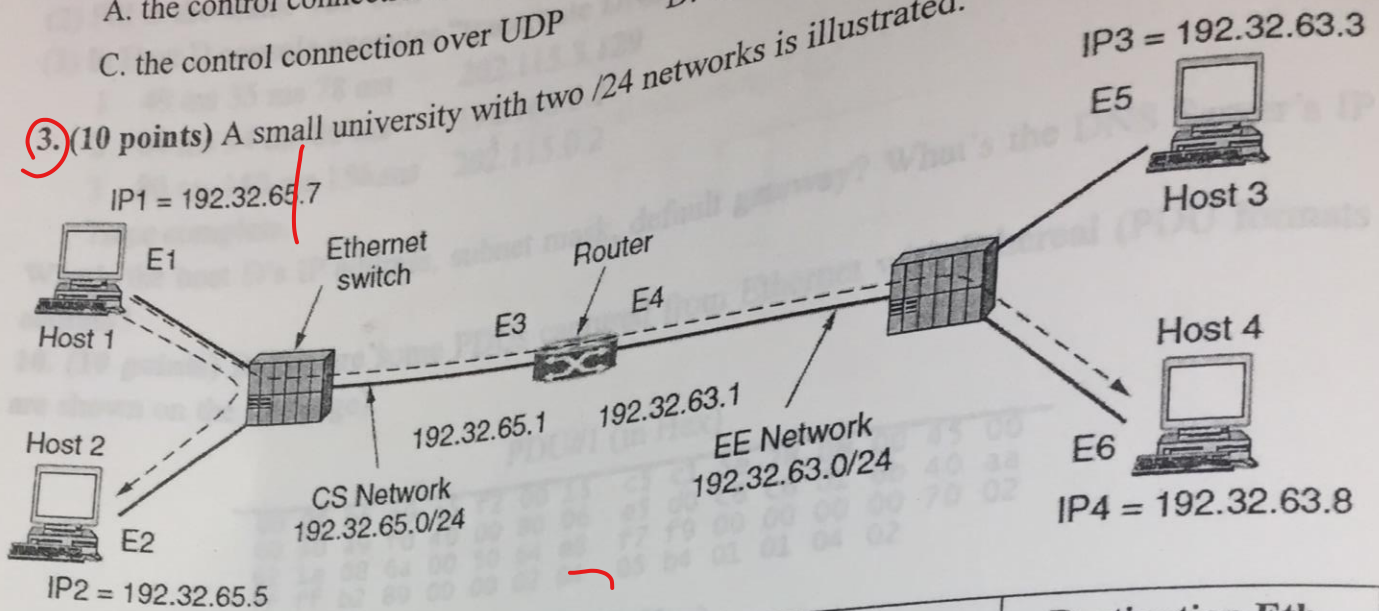 A. the control
C. the control connection over UDP
3. (10 points) A small university with two /24 networks is illustrated.
IP3 = 192.32.63.3
E5
Host 3
IP1 = 192.32.65.7
E1
Host 1
Ethernet
switch
Router
E3
E4
Host 4
192.32.65.1
192.32.63.1
Host 2
E2
IP2 = 192.32.65.5
CS Network
192.32.65.0/24
EE Network
192.32.63.0/24
E6
IP4 = 192.32.63.8